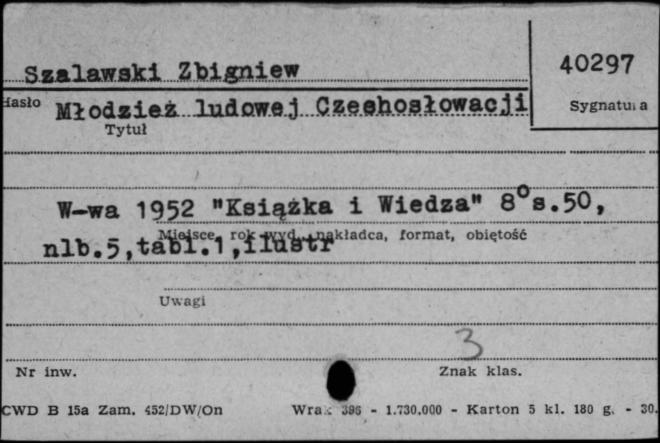 Szalawski Zbigniew
40297
Hasło Młodzież ludowej Czeehosłowacji
Sygnatura
Tytuł
W-wa 1952 "Książka i Wiedza" 8° s.50,
nlb.5,tabl.1,ilustr
Miejsce, rok wyd., nakładca, format, objętość
Uwagi
3
Nr inw.
Znak klas.
CWD B 15a Zam. 452/DW/On
396 - 1.730.000 - Karton 5 kl. 180 g. - 30.